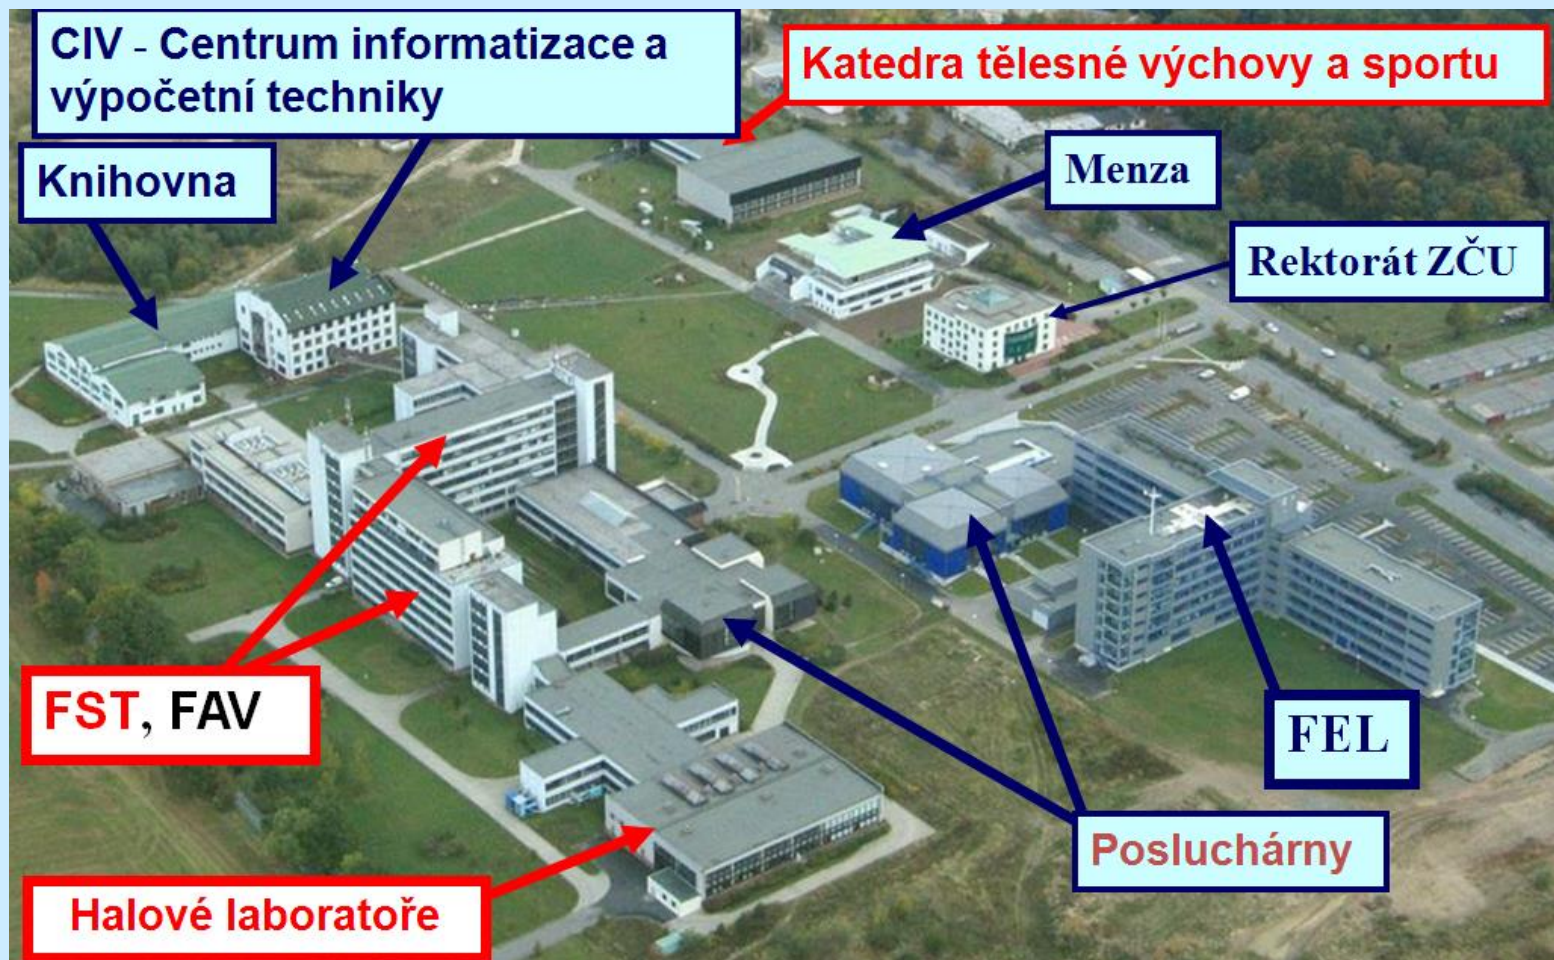 CIV - Centrum informatizace a
výpočetní techniky
Katedra tělesné výchovy a sportu
Knihovna
Menza
Rektorát ZČU
FST, FAV
FEL
Posluchárny
Halové laboratoře